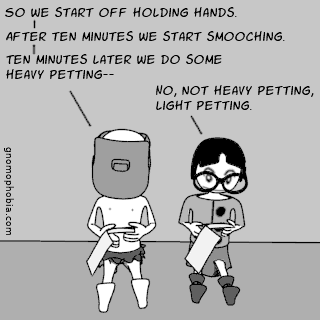 SO WE START OFF HOLDING HANDS.
AFTER TEN MINUTES WE START SMOOCHING.
TEN MINUTES LATER WE DO SOME
HEAVY PETTING--
NO, NOT HEAVY PETTING,
LIGHT PETTING.
gnomophobia.com